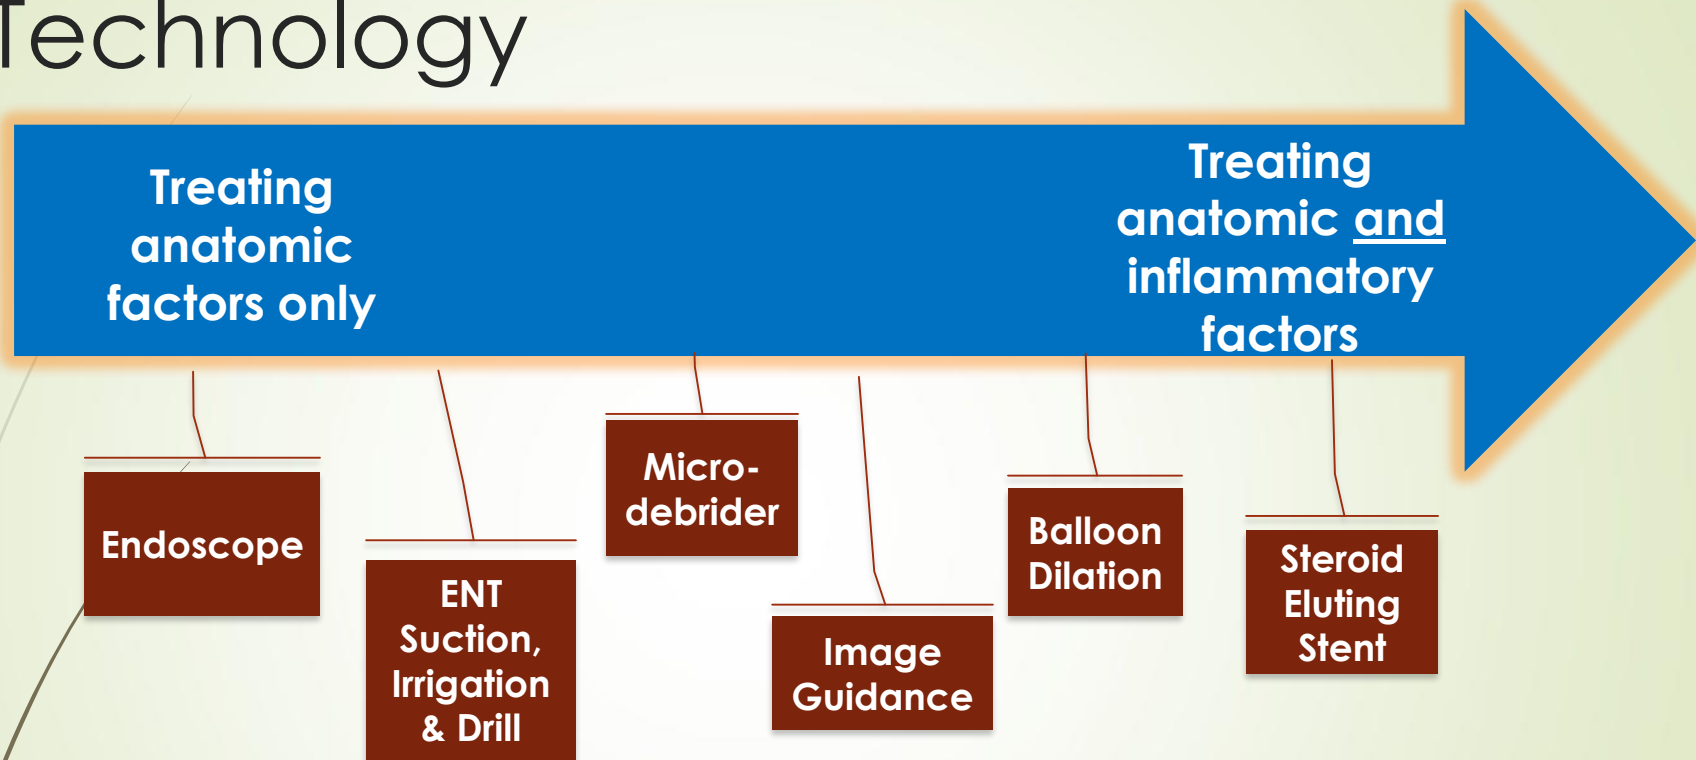 Technology
Treating
anatomic
factors only
Treating
anatomic and
inflammatory
factors
Endoscope
ENT
Suction,
Irrigation
& Drill
Micro-
debrider
Image
Guidance
Balloon
Dilation
Steroid
Eluting
Stent